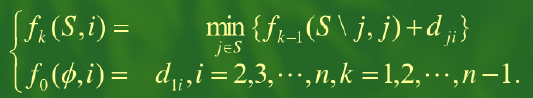 f_k(S,i) = min_{j∈S} {f_{k-1}(S \ j, j) + d_{ji}}
f_0(ϕ,i) = d_{1i}, i = 2,3,⋯,n, k = 1,2,⋯,n−1.